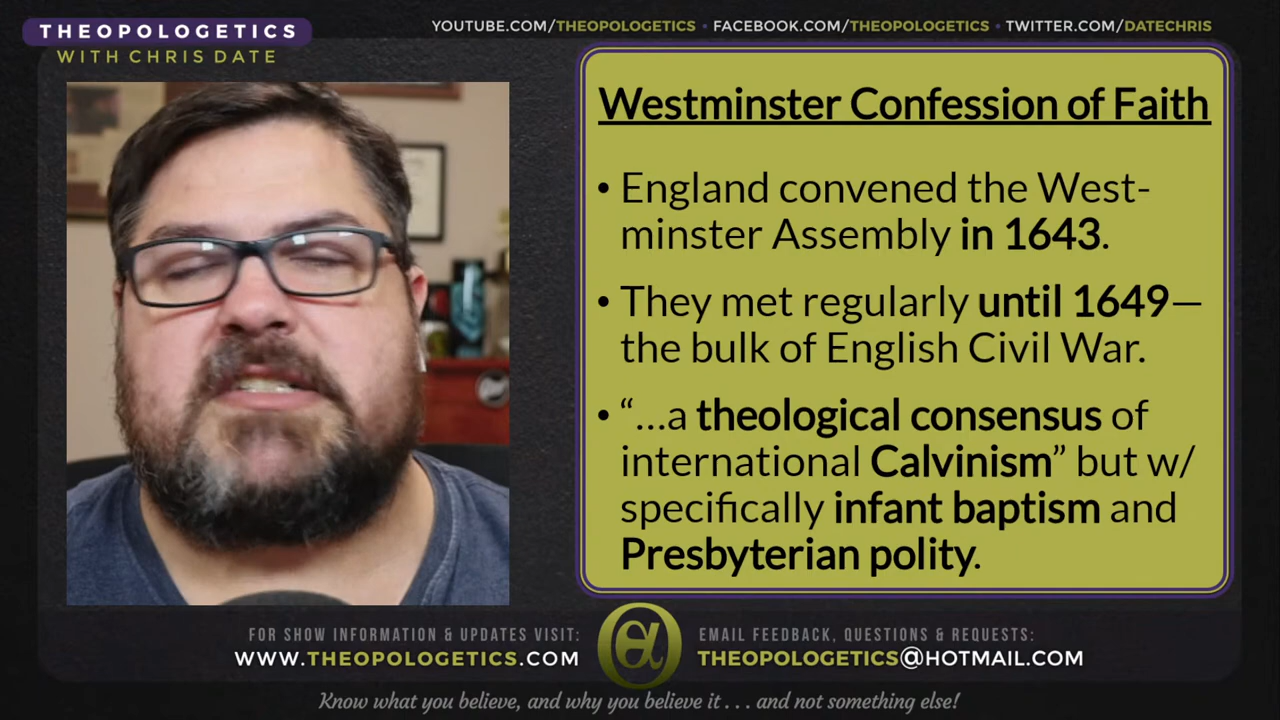 THEOPOLOGETICS
WITH CHRIS DATE
YOUTUBE.COM/THEOPOLOGETICS • FACEBOOK.COM/THEOPOLOGETICS • TWITTER.COM/DATECHRIS
Westminster Confession of Faith
• England convened the West-
minster Assembly in 1643.
• They met regularly until 1649—
the bulk of English Civil War.
• “…a theological consensus of
international Calvinism” but w/
specifically infant baptism and
Presbyterian polity.
FOR SHOW INFORMATION & UPDATES VISIT:
WWW.THEOPOLOGETICS.COM
EMAIL FEEDBACK, QUESTIONS & REQUESTS:
THEOPOLOGETICS@HOTMAIL.COM
Know what you believe, and why you believe it . . . and not something else!